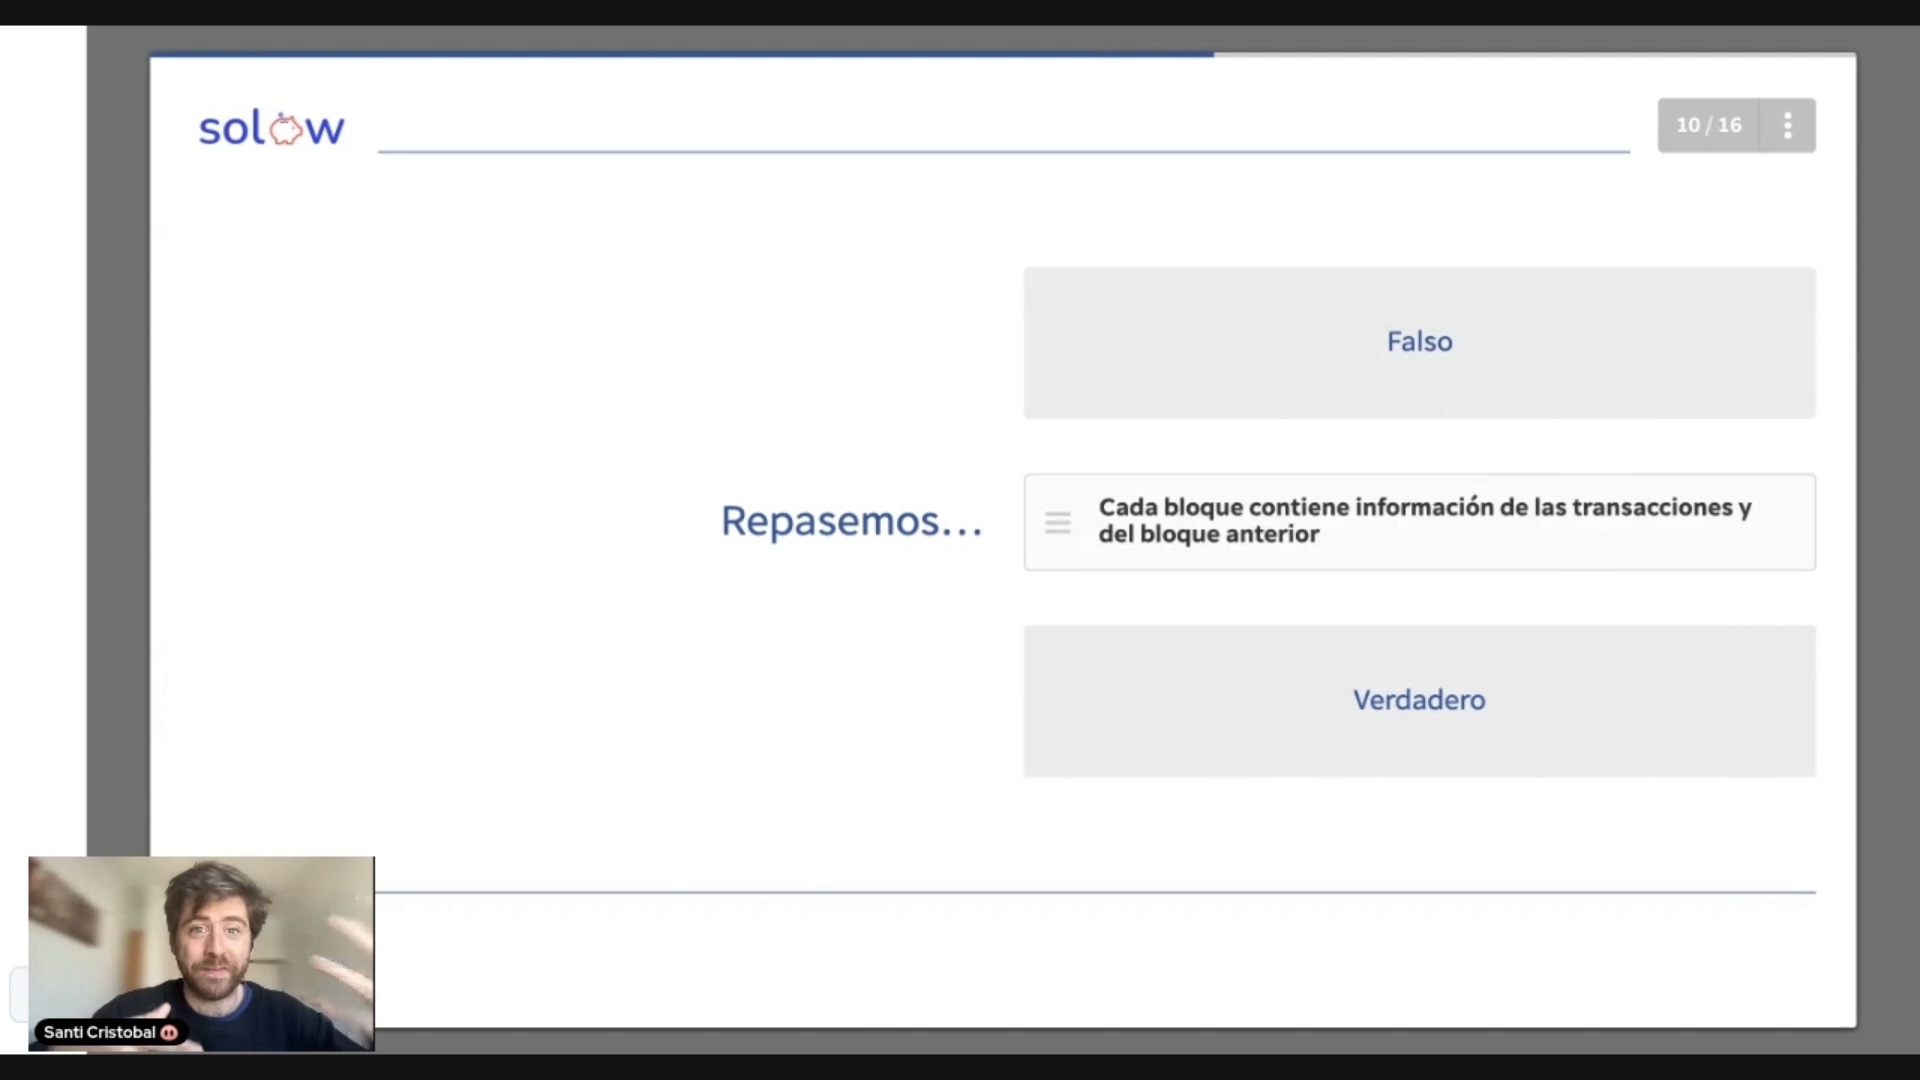 solow
10 / 16
Falso
Repasemos...
Cada bloque contiene información de las transacciones y
del bloque anterior
Verdadero
Santi Cristobal